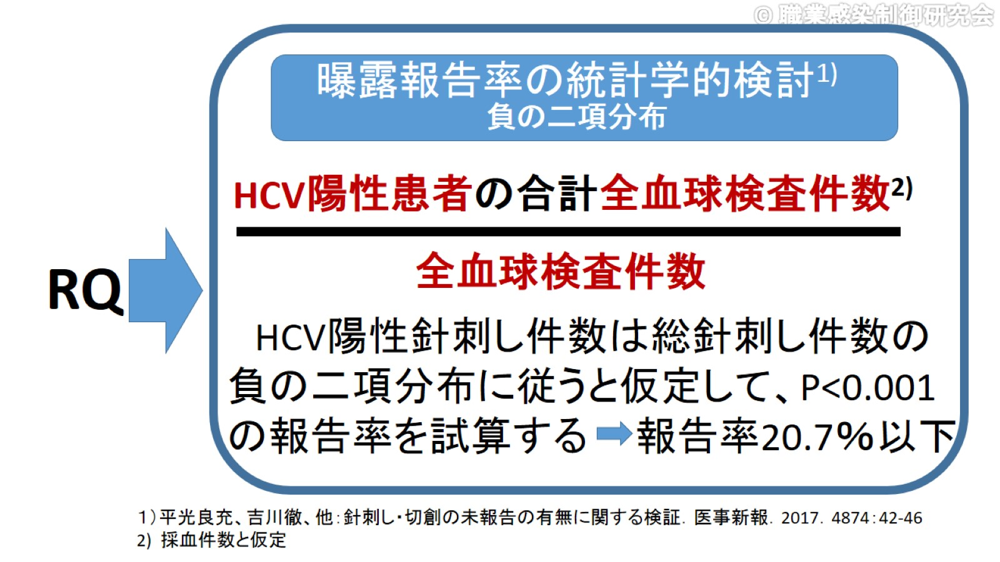 © 職業感染制御研究会
曝露報告率の統計学的検討1)
負の二項分布
HCV陽性患者の合計全血球検査件数2)
全血球検査件数
RQ
HCV陽性針刺し件数は総針刺し件数の
負の二項分布に従うと仮定して、P<0.001
の報告率を試算する➡報告率20.7%以下
1）平光良充、吉川徹、他：針刺し・切創の未報告の有無に関する検証． 医事新報． 2017． 4874：42-46
2） 採血件数と仮定